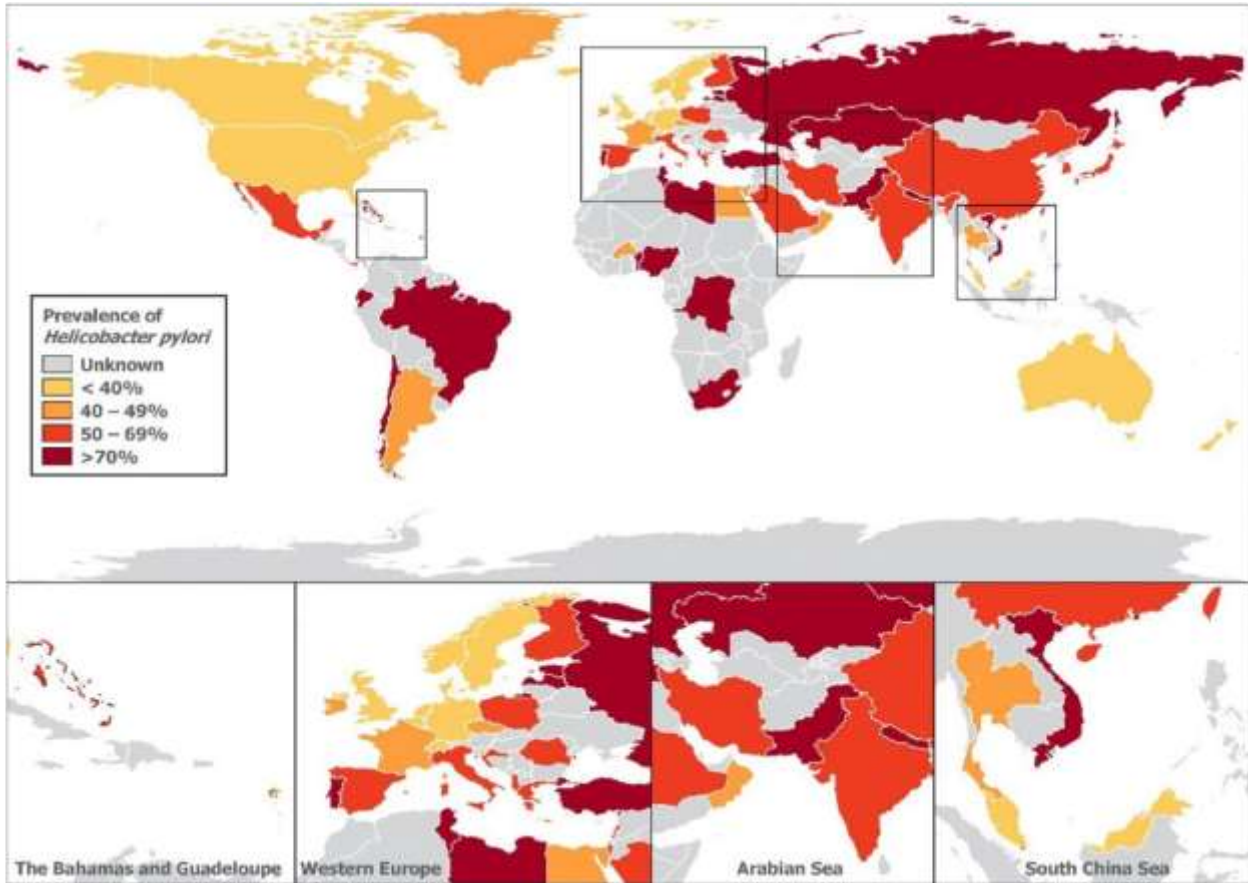 Prevalence of
Helicobacter pylori
Unknown
< 40%
40 – 49%
50 – 69%
>70%
The Bahamas and Guadeloupe
Western Europe
Arabian Sea
South China Sea